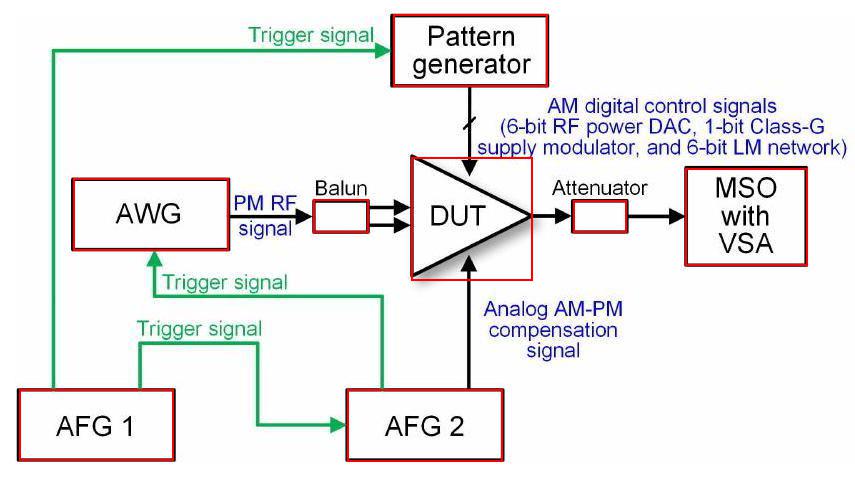 Trigger signal
Pattern
generator
AM digital control signals
(6-bit RF power DAC, 1-bit Class-G
supply modulator, and 6-bit LM network)
AWG
PM RF
signal
Balun
DUT
Attenuator
MSO
with
VSA
Trigger signal
Trigger signal
Analog AM-PM
compensation
signal
AFG 1
AFG 2